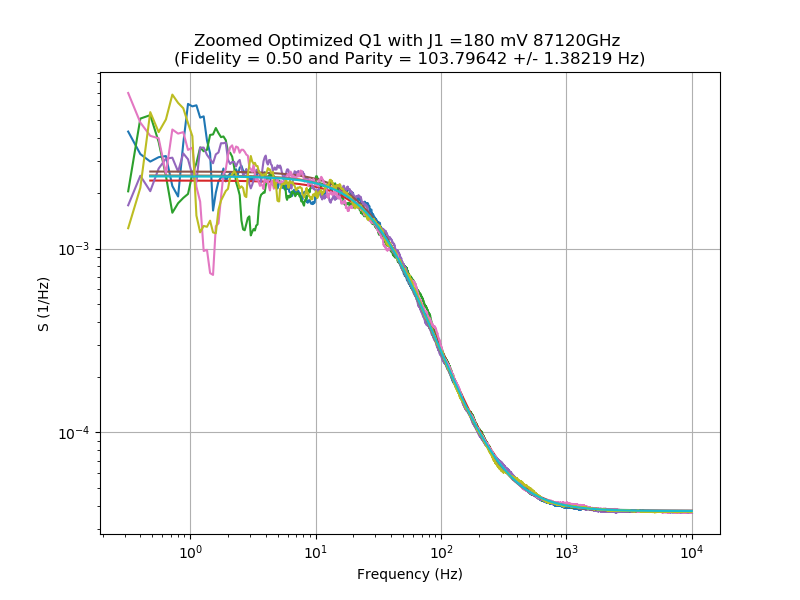 Zoomed Optimized Q1 with J1 =180 mV 87120GHz
(Fidelity = 0.50 and Parity = 103.79642 +/- 1.38219 Hz)
S (1/Hz)
10⁻³
10⁻⁴
10⁰ 10¹ 10² 10³ 10⁴
Frequency (Hz)